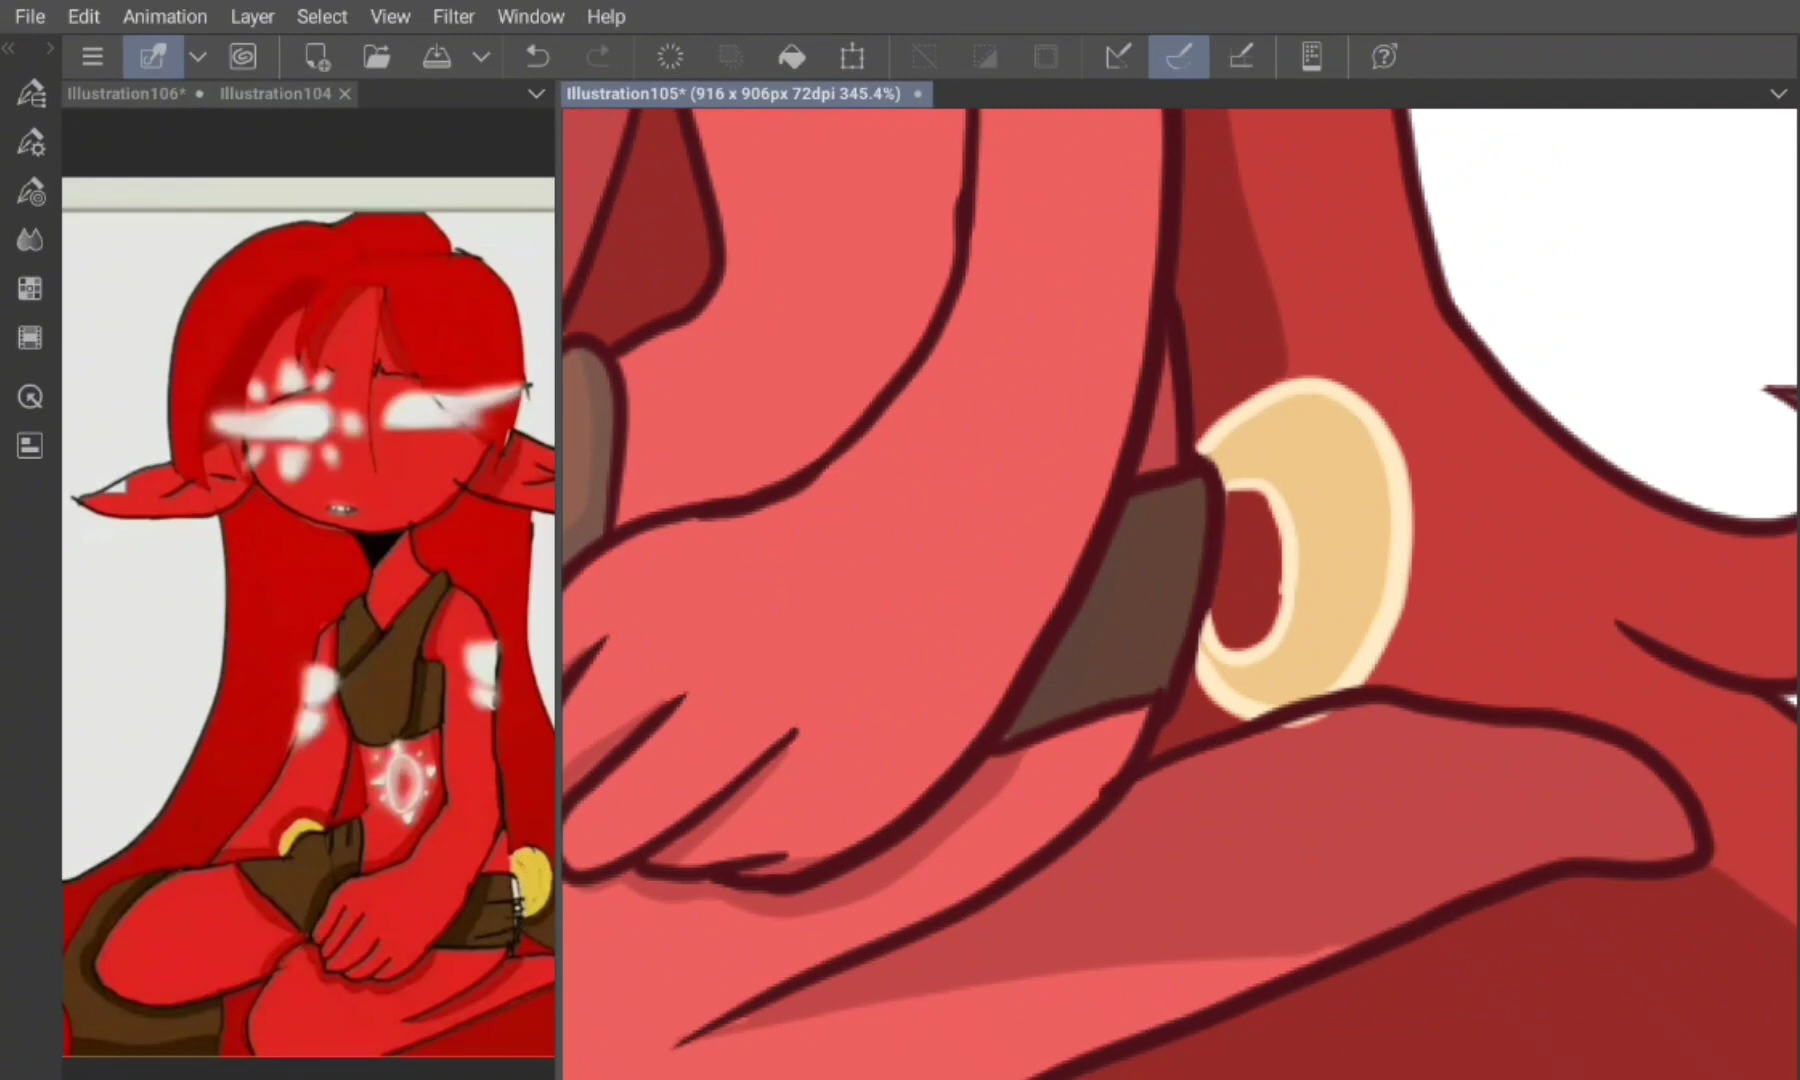 File Edit Animation Layer Select View Filter Window Help
Illustration106* Illustration104
Illustration105* (916 x 906px 72dpi 345.4%)